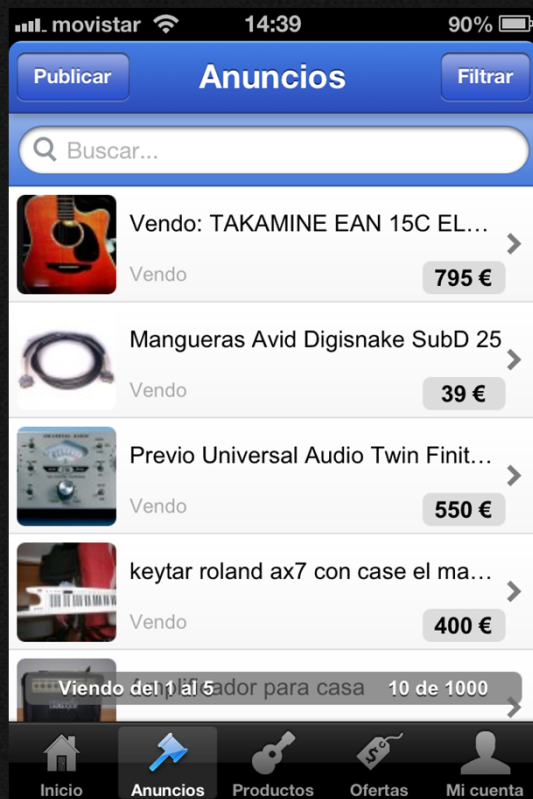 movistar 14:39 90%
Publicar Anuncios Filtrar
Buscar...
Vendo: TAKAMINE EAN 15C EL...
Vendo 795 €
Mangueras Avid Digisnake SubD 25
Vendo 39 €
Previo Universal Audio Twin Finit...
Vendo 550 €
keytar roland ax7 con case el ma...
Vendo 400 €
Amplificador para casa
Viendo del 1 al 5 10 de 1000
Inicio Anuncios Productos Ofertas Mi cuenta